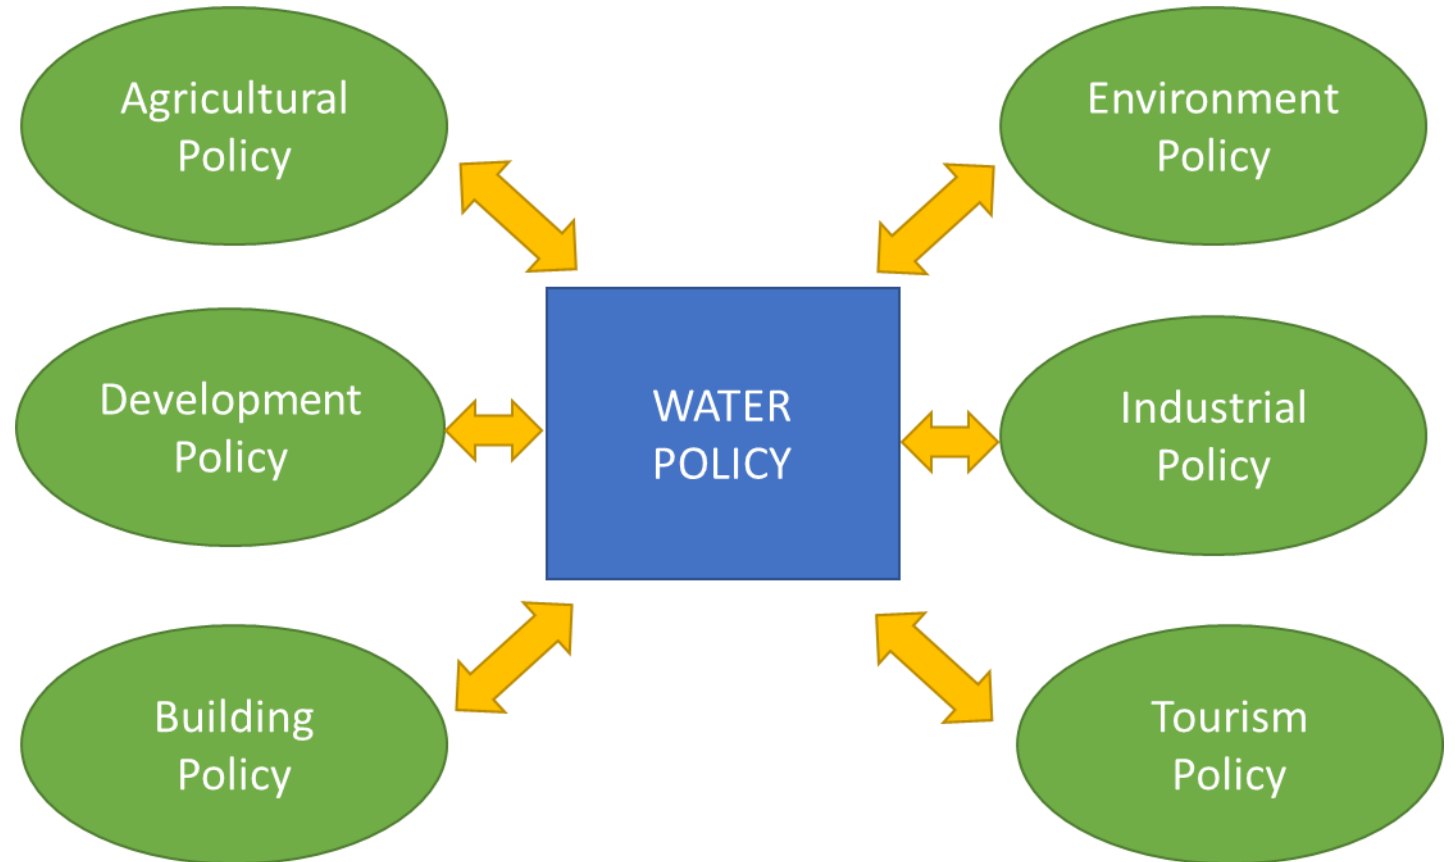 Agricultural
Policy
Environment
Policy
Development
Policy
WATER
POLICY
Industrial
Policy
Building
Policy
Tourism
Policy